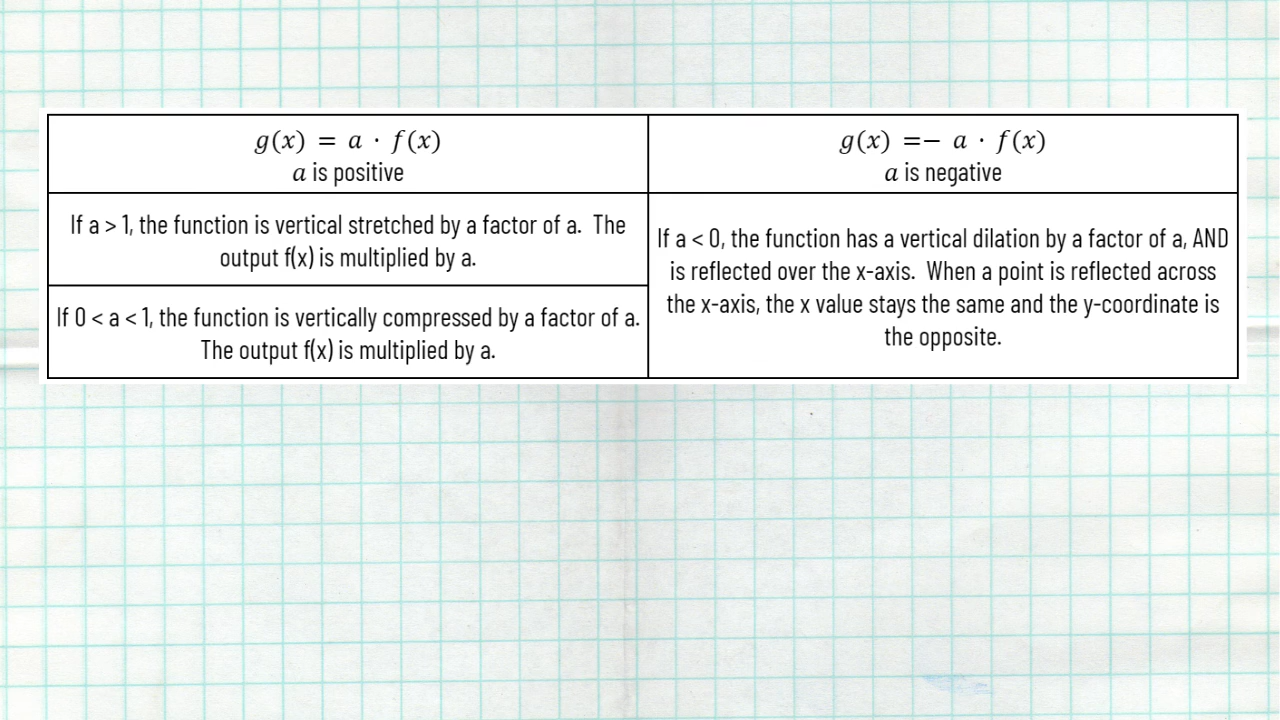 g(x) = a · f(x)
a is positive
g(x) =− a · f(x)
a is negative
If a > 1, the function is vertical stretched by a factor of a. The
output f(x) is multiplied by a.
If 0 < a < 1, the function is vertically compressed by a factor of a.
The output f(x) is multiplied by a.
If a < 0, the function has a vertical dilation by a factor of a, AND
is reflected over the x-axis. When a point is reflected across
the x-axis, the x value stays the same and the y-coordinate is
the opposite.